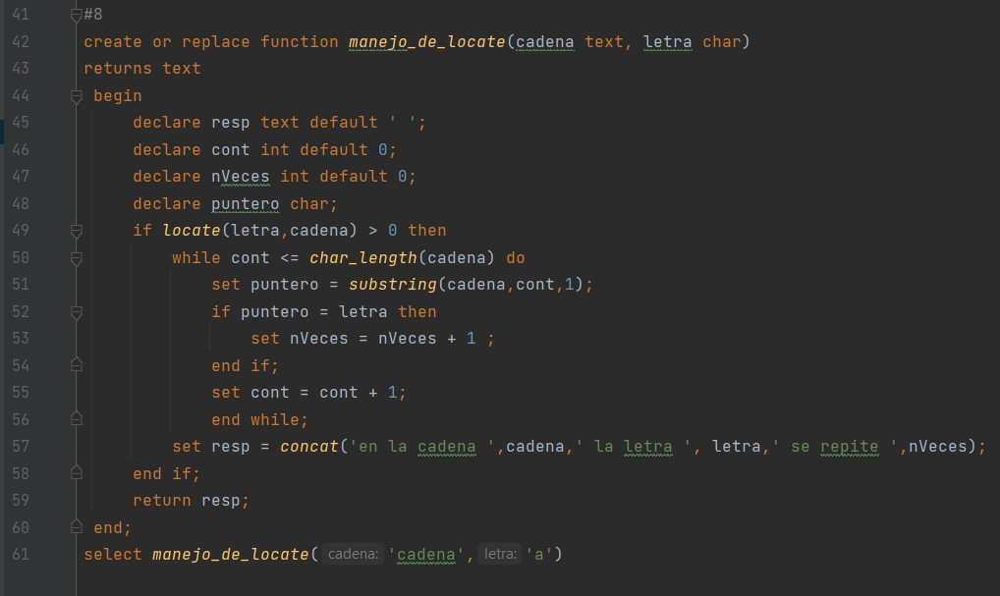 41 #8
42 create or replace function manejo_de_locate(cadena text, letra char)
43 returns text
44 begin
45 declare resp text default ' ';
46 declare cont int default 0;
47 declare nVeces int default 0;
48 declare puntero char;
49 if locate(letra,cadena) > 0 then
50 while cont <= char_length(cadena) do
51 set puntero = substring(cadena,cont,1);
52 if puntero = letra then
53 set nVeces = nVeces + 1 ;
54 end if;
55 set cont = cont + 1;
56 end while;
57 set resp = concat('en la cadena ',cadena,' la letra ', letra,' se repite ',nVeces);
58 end if;
59 return resp;
60 end;
61 select manejo_de_locate( cadena: 'cadena', letra: 'a')